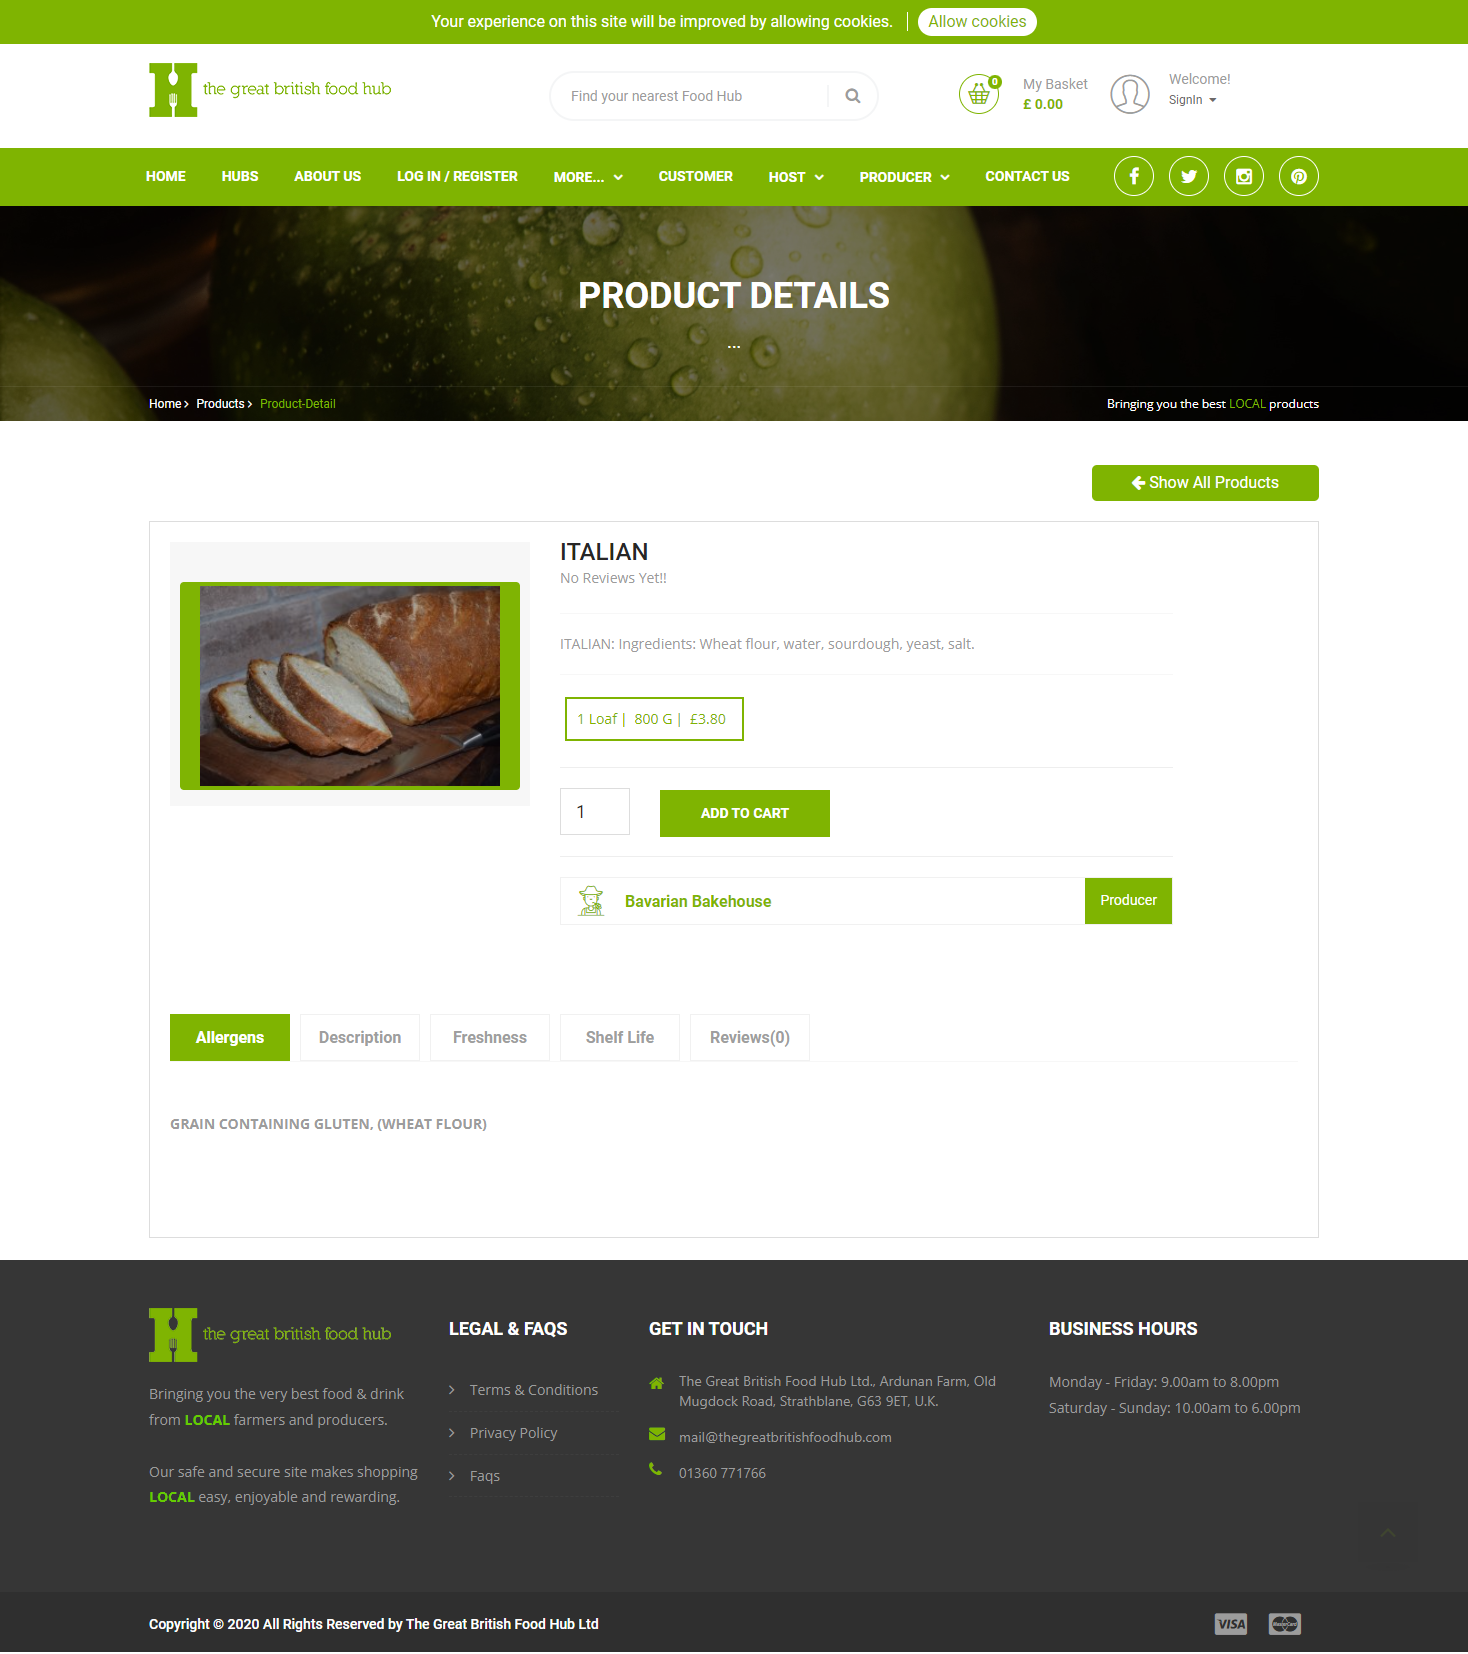 Your experience on this site will be improved by allowing cookies. Allow cookies
the great british food hub
Find your nearest Food Hub
0
My Basket
£ 0.00
Welcome!
SignIn
HOME HUBS ABOUT US LOG IN / REGISTER MORE... CUSTOMER HOST PRODUCER CONTACT US
PRODUCT DETAILS
...
Home Products Product-Detail
Bringing you the best LOCAL products
Show All Products
ITALIAN
No Reviews Yet!!
ITALIAN: Ingredients: Wheat flour, water, sourdough, yeast, salt.
1 Loaf | 800 G | £3.80
1 ADD TO CART
Bavarian Bakehouse Producer
Allergens Description Freshness Shelf Life Reviews(0)
GRAIN CONTAINING GLUTEN, (WHEAT FLOUR)
the great british food hub
Bringing you the very best food & drink
from LOCAL farmers and producers.
Our safe and secure site makes shopping
LOCAL easy, enjoyable and rewarding.
LEGAL & FAQS
Terms & Conditions
Privacy Policy
Faqs
GET IN TOUCH
The Great British Food Hub Ltd., Ardunan Farm, Old
Mugdock Road, Strathblane, G63 9ET, U.K.
mail@thegreatbritishfoodhub.com
01360 771766
BUSINESS HOURS
Monday - Friday: 9.00am to 8.00pm
Saturday - Sunday: 10.00am to 6.00pm
Copyright © 2020 All Rights Reserved by The Great British Food Hub Ltd
VISA MasterCard